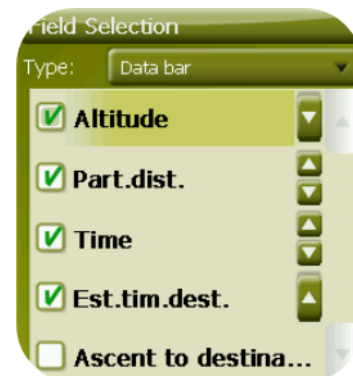 Field Selection
Type: Data bar
Altitude
Part.dist.
Time
Est.tim.dest.
Ascent to destina...